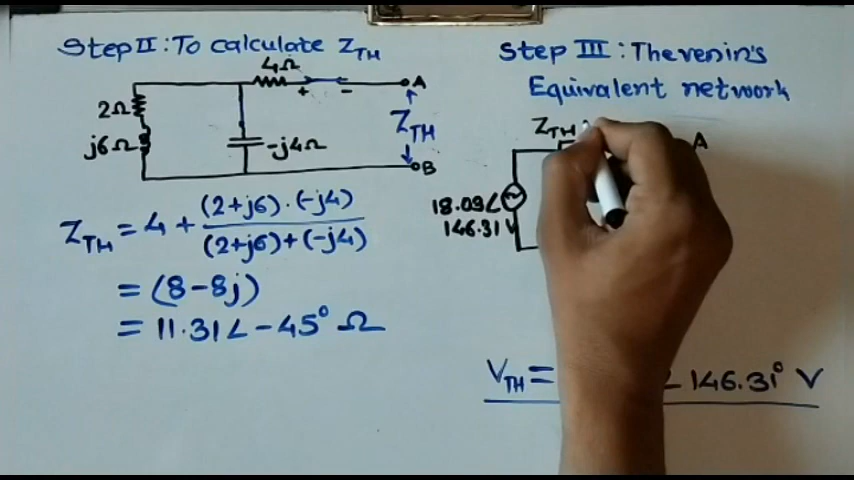 Step II : To calculate Z_TH
4Ω
+ - A
2Ω
j6Ω
-j4Ω
Z_TH
B
Z_TH = 4 + (2+j6) . (-j4) / (2+j6) + (-j4)
= (8-8j)
= 11.31∠-45° Ω
Step III : Thevenin's
Equivalent network
Z_TH
A
18.09∠
146.31V
V_TH = ∠146.31° V